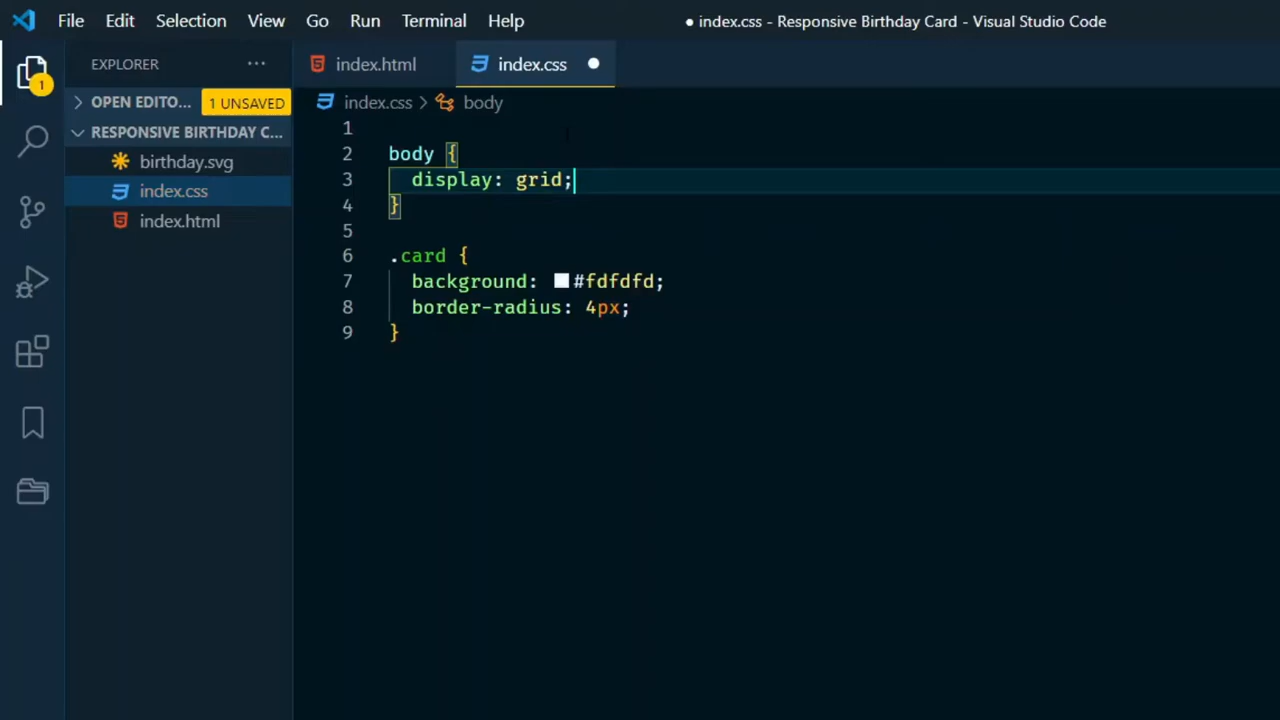 File Edit Selection View Go Run Terminal Help ● index.css - Responsive Birthday Card - Visual Studio Code
EXPLORER ···
index.html
index.css
OPEN EDITO... 1 UNSAVED
RESPONSIVE BIRTHDAY C...
birthday.svg
index.css
index.html
1
index.css > body
1
2 body {
3 display: grid;
4 }
5
6 .card {
7 background: #fdfdfd;
8 border-radius: 4px;
9 }